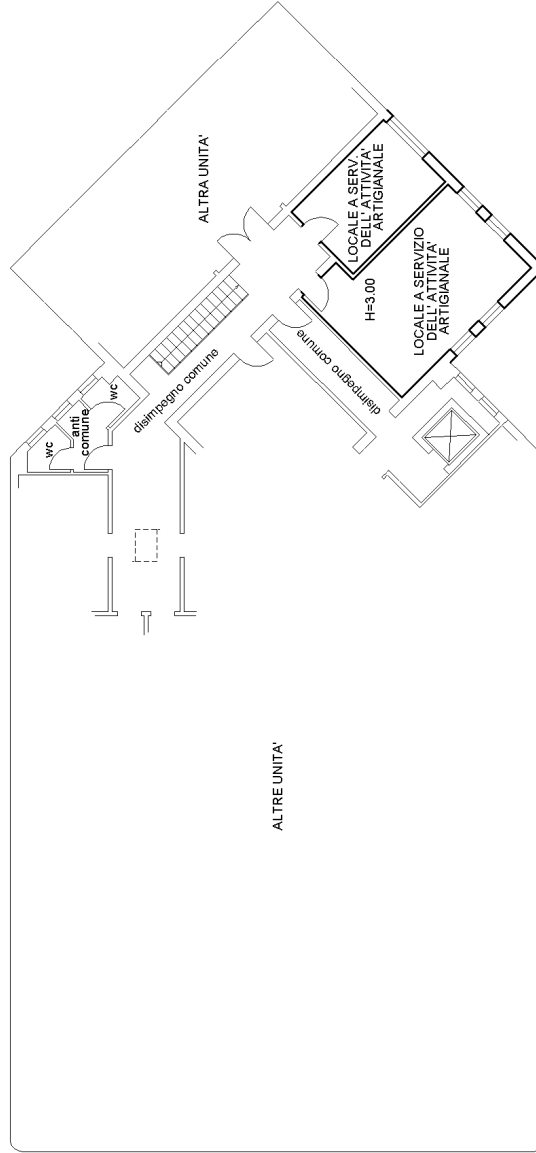 ALTRA UNITA'
LOCALE A SERV.
DELL' ATTIVITA'
ARTIGIANALE
LOCALE A SERVIZIO
DELL' ATTIVITA'
ARTIGIANALE
H=3.00
disimpegno comune
disimpegno comune
wc
anti
comune
wc
ALTRE UNITA'